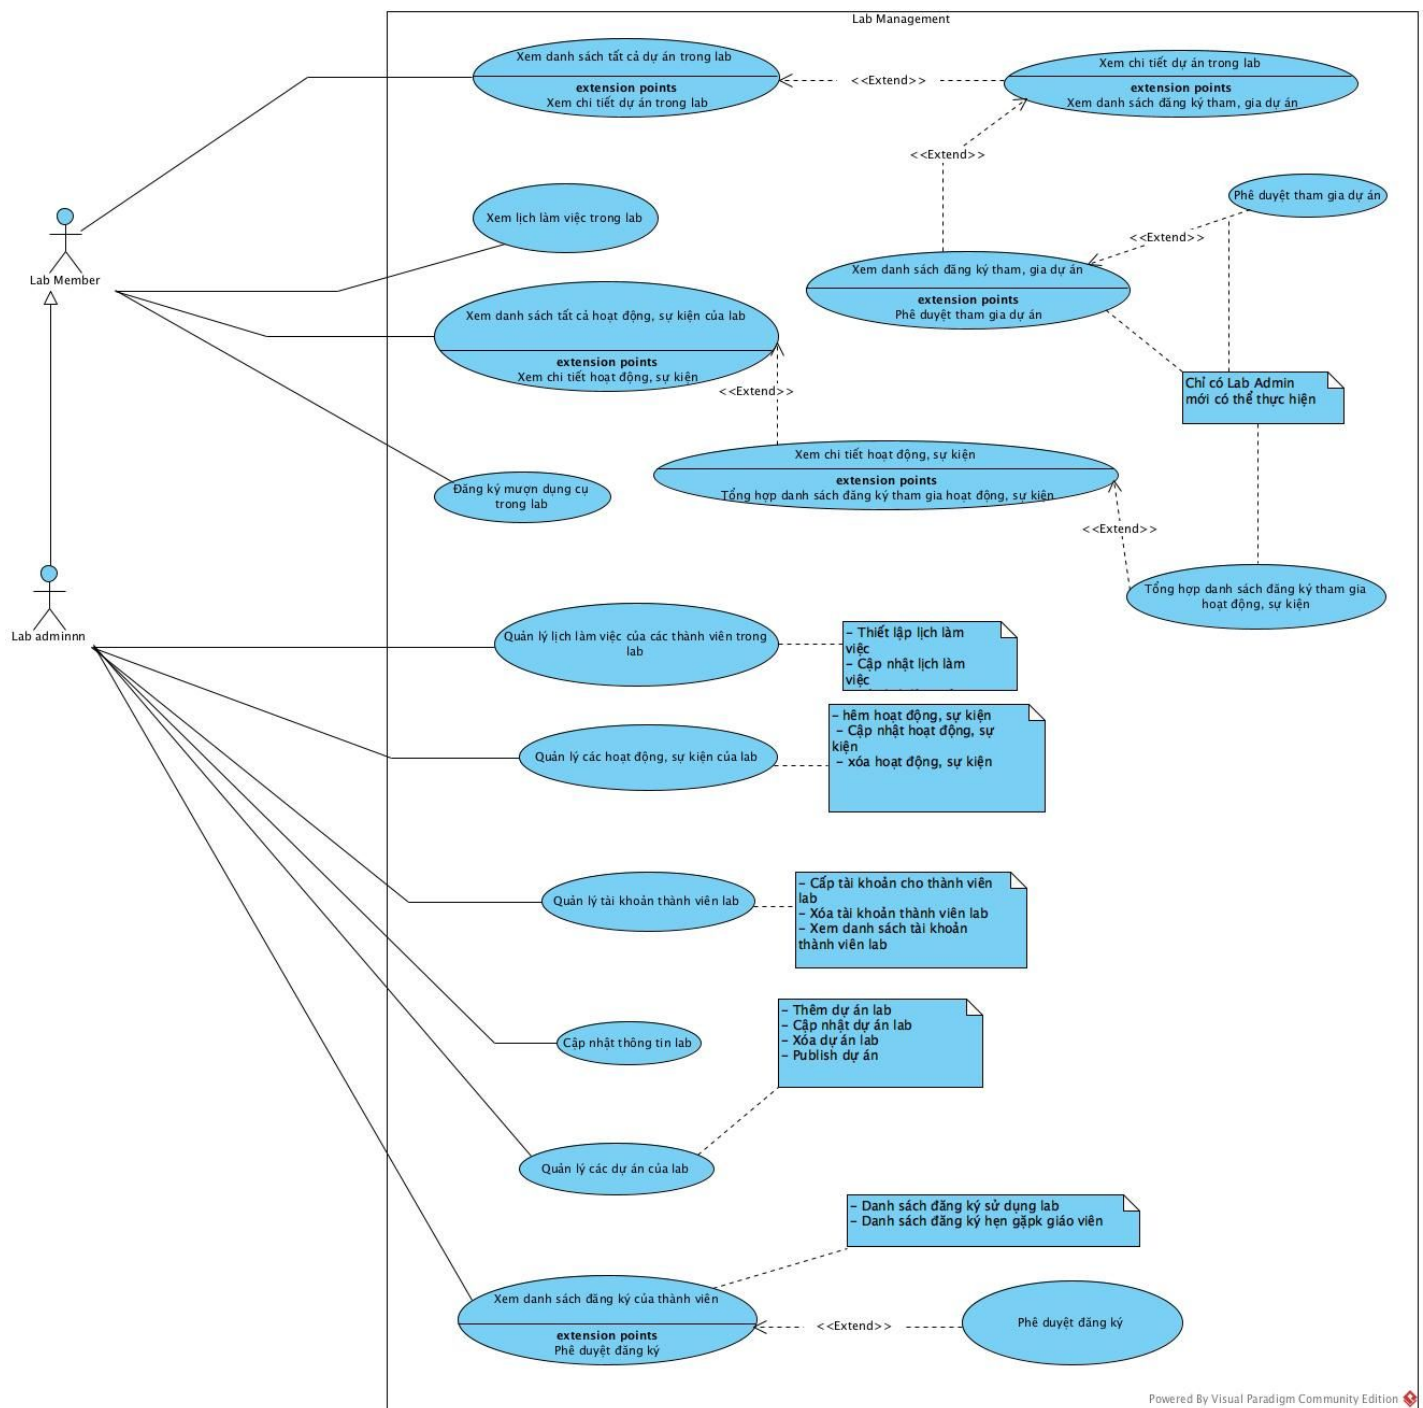 Lab Management
Xem danh sách tất cả dự án trong lab
extension points
Xem chi tiết dự án trong lab
<<Extend>>
Xem chi tiết dự án trong lab
extension points
Xem danh sách đăng ký tham, gia dự án
<<Extend>>
Phê duyệt tham gia dự án
Xem lịch làm việc trong lab
<<Extend>>
Lab Member
Xem danh sách đăng ký tham, gia dự án
extension points
Phê duyệt tham gia dự án
Xem danh sách tất cả hoạt động, sự kiện của lab
extension points
Xem chi tiết hoạt động, sự kiện
<<Extend>>
Chỉ có Lab Admin
mới có thể thực hiện
Xem chi tiết hoạt động, sự kiện
extension points
Tổng hợp danh sách đăng ký tham gia hoạt động, sự kiện
Đăng ký mượn dụng cụ
trong lab
<<Extend>>
Tổng hợp danh sách đăng ký tham gia
hoạt động, sự kiện
Lab adminnn
Quản lý lịch làm việc của các thành viên trong
lab
- Thiết lập lịch làm
việc
- Cập nhật lịch làm
việc
Quản lý các hoạt động, sự kiện của lab
- hêm hoạt động, sự kiện
- Cập nhật hoạt động, sự
kiện
- xóa hoạt động, sự kiện
Quản lý tài khoản thành viên lab
- Cấp tài khoản cho thành viên
lab
- Xóa tài khoản thành viên lab
- Xem danh sách tài khoản
thành viên lab
Cập nhật thông tin lab
- Thêm dự án lab
- Cập nhật dự án lab
- Xóa dự án lab
- Publish dự án
Quản lý các dự án của lab
- Danh sách đăng ký sử dụng lab
- Danh sách đăng ký hẹn gặpk giáo viên
Xem danh sách đăng ký của thành viên
extension points
Phê duyệt đăng ký
<<Extend>>
Phê duyệt đăng ký
Powered By Visual Paradigm Community Edition